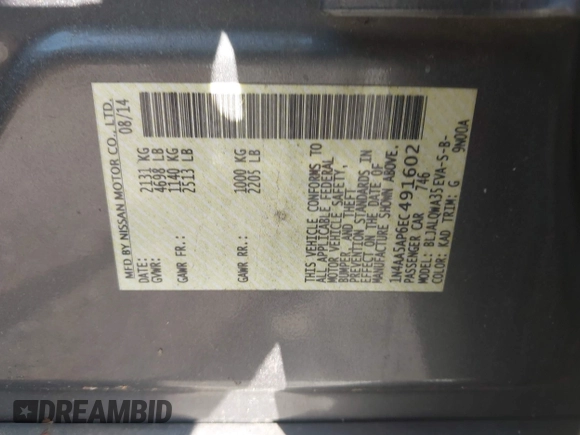 MFD BY NISSAN MOTOR CO., LTD.
DATE: 08/14
GVWR: 2131 KG
4698 LB
GAWR FR: 1140 KG
2513 LB
GAWR RR: 1000 KG
2205 LB
THIS VEHICLE CONFORMS TO
ALL APPLICABLE FEDERAL
MOTOR VEHICLE SAFETY,
BUMPER, AND THEFT
PREVENTION STANDARDS IN
EFFECT ON THE DATE OF
MANUFACTURE SHOWN ABOVE.
1N4AA5AP6EC491602
PASSENGER CAR 746
MODEL: BLJALOWA35EVA-S-B-
COLOR: KAD TRIM: G 9N00A
DREAMBID